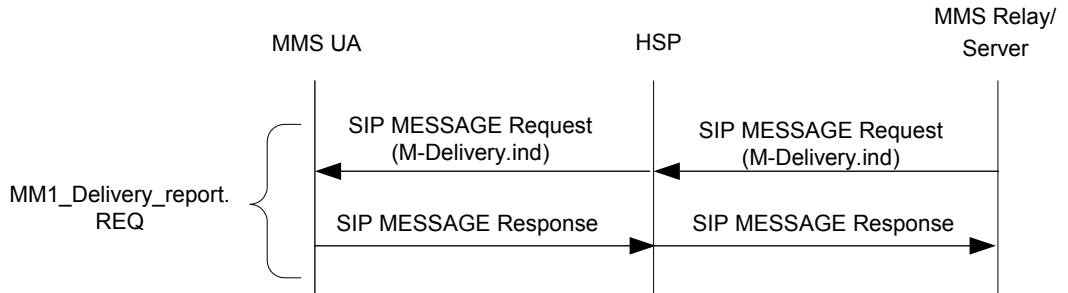 MMS UA
HSP
MMS Relay/
Server
SIP MESSAGE Request
(M-Delivery.ind)
SIP MESSAGE Request
(M-Delivery.ind)
MM1_Delivery_report.
REQ
SIP MESSAGE Response
SIP MESSAGE Response